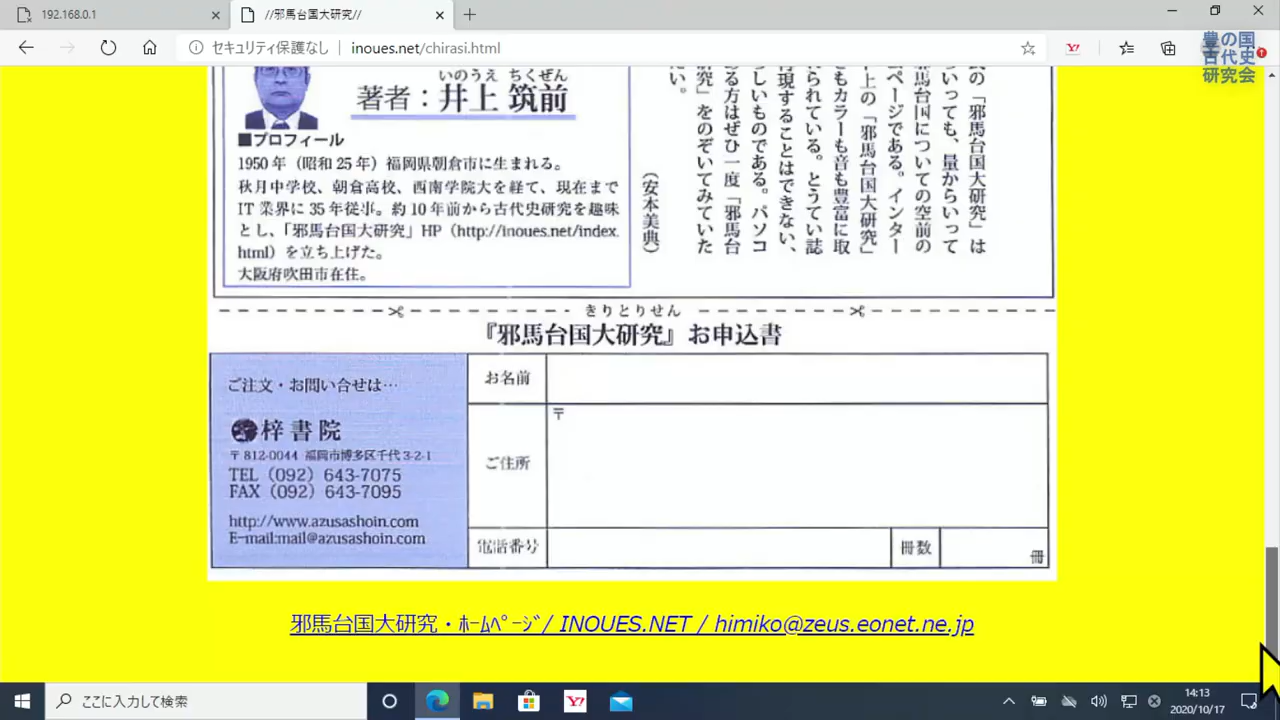 192.168.0.1
//邪馬台国大研究/
セキュリティ保護なし
inoues.net/chirasi.html
豊の国
古代史
研究会
いのうえ ちくぜん
著者：井上 筑前
■プロフィール
1950年（昭和25年）福岡県朝倉市に生まれる。
秋月中学校、朝倉高校、西南学院大を経て、現在まで
IT業界に35年従事。約10年前から古代史研究を趣味
とし、「邪馬台国大研究」HP（http://inoues.net/index.
html）を立ち上げた。
大阪府吹田市在住。
の「邪馬台国大研究」は
いっても、量からいって
邪馬台国についての空前の
ページである。インター
上の「邪馬台国大研究」
もカラーも音も豊富に取
られている。とうてい誌
現することはできない、
しいものである。パソコ
る方はぜひ一度「邪馬台
研究」をのぞいてみていた
い。
（安本美典）
きりとりせん
『邪馬台国大研究』お申込書
ご注文・お問い合せは…
梓書院
〒812-0044 福岡市博多区千代3-2-1
TEL（092）643-7075
FAX（092）643-7095
http://www.azusashoin.com
E-mail:mail@azusashoin.com
お名前
〒
ご住所
電話番号
冊数
冊
邪馬台国大研究・ﾎｰﾑﾍﾟｰｼﾞ/ INOUES.NET / himiko@zeus.eonet.ne.jp
ここに入力して検索
14:13
2020/10/17